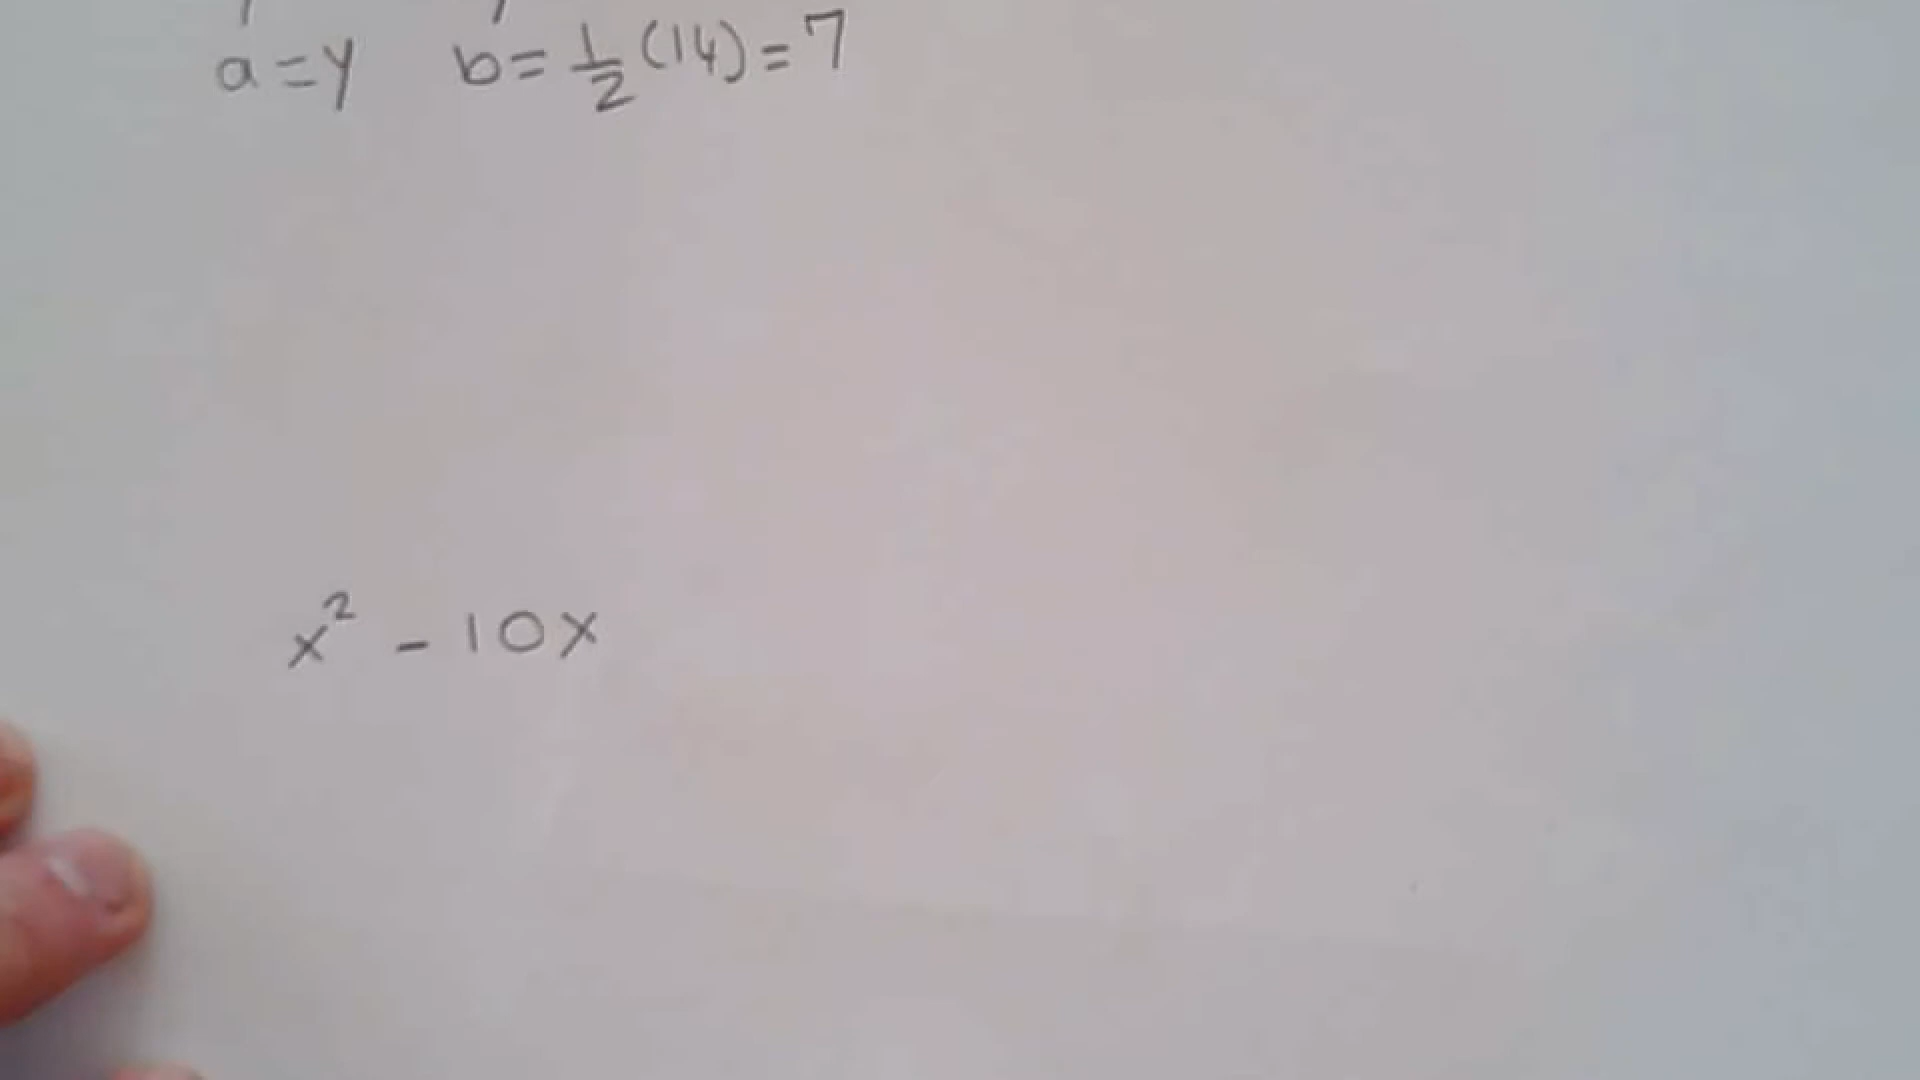 a = y b = 1/2 (14) = 7
x² - 10x